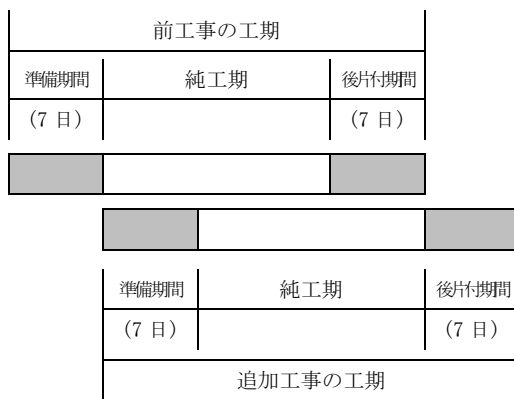 前工事の工期
準備期間 純工期 後片付期間
(7 日) (7 日)
準備期間 純工期 後片付期間
(7 日) (7 日)
追加工事の工期